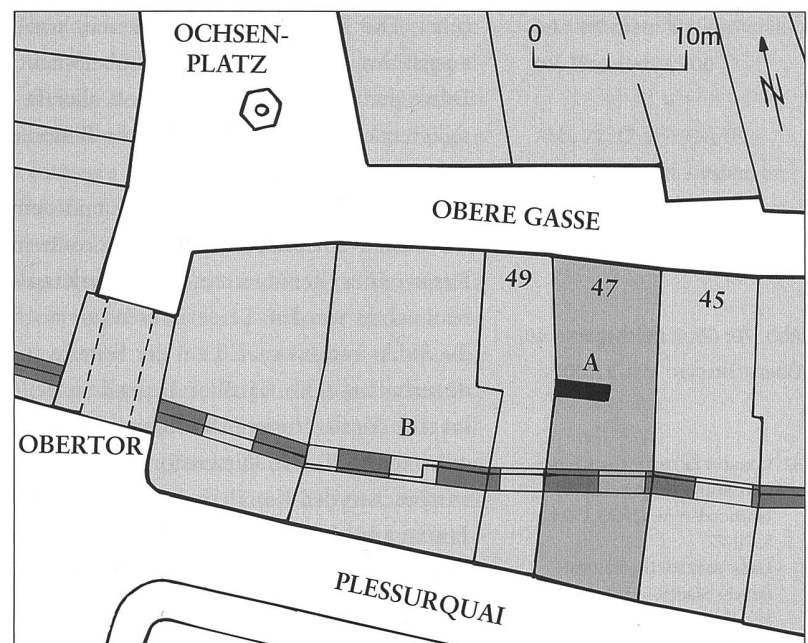 OCHSEN-
PLATZ
0 10m
N
OBERE GASSE
49 47 45
A
B
OBERTOR
PLESSURQUAI